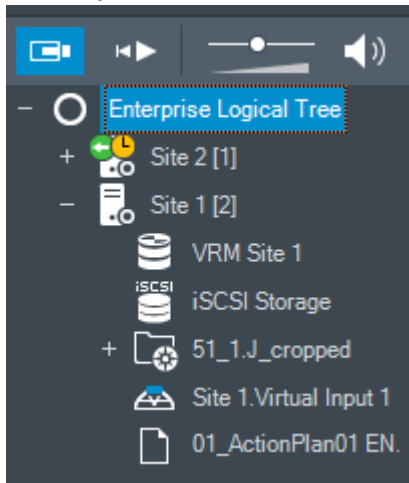 Enterprise Logical Tree
Site 2 [1]
Site 1 [2]
VRM Site 1
iSCSI
iSCSI Storage
51_1.J_cropped
Site 1.Virtual Input 1
01_ActionPlan01 EN.